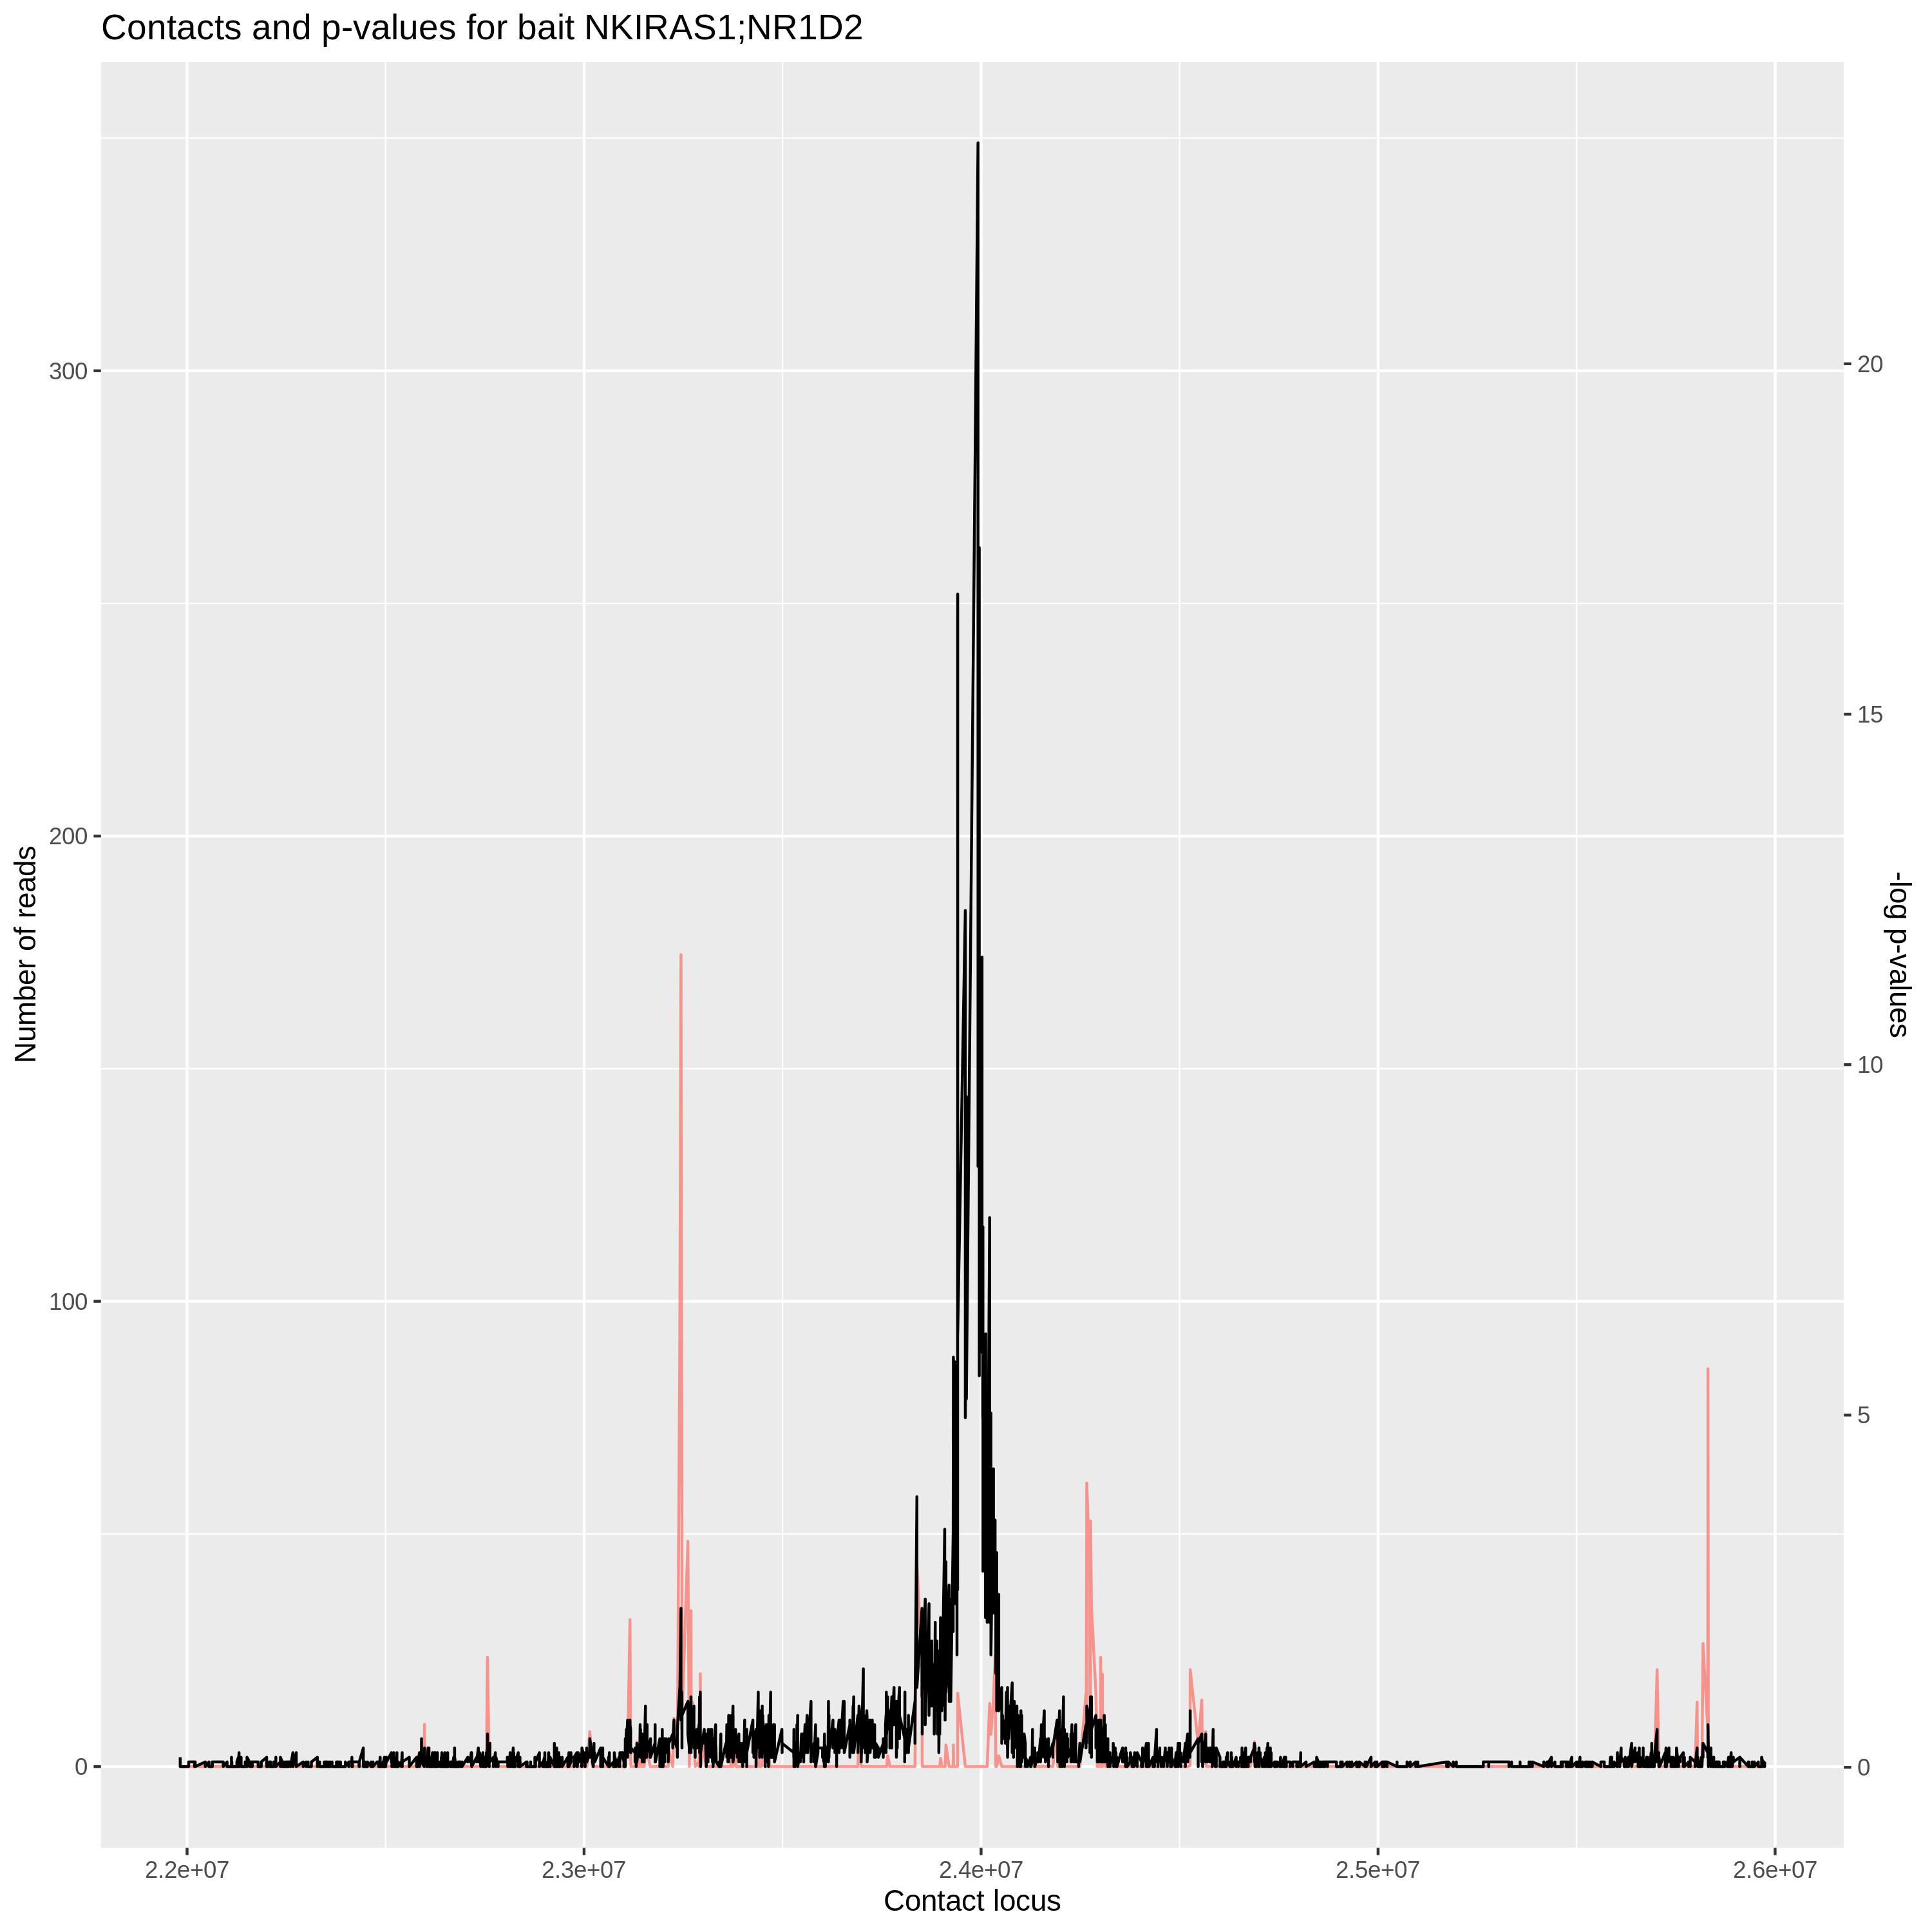 Contacts and p-values for bait NKIRAS1;NR1D2
Number of reads
300
200
100
0
20
15
10
5
0
-log p-values
2.2e+07 2.3e+07 2.4e+07 2.5e+07 2.6e+07
Contact locus